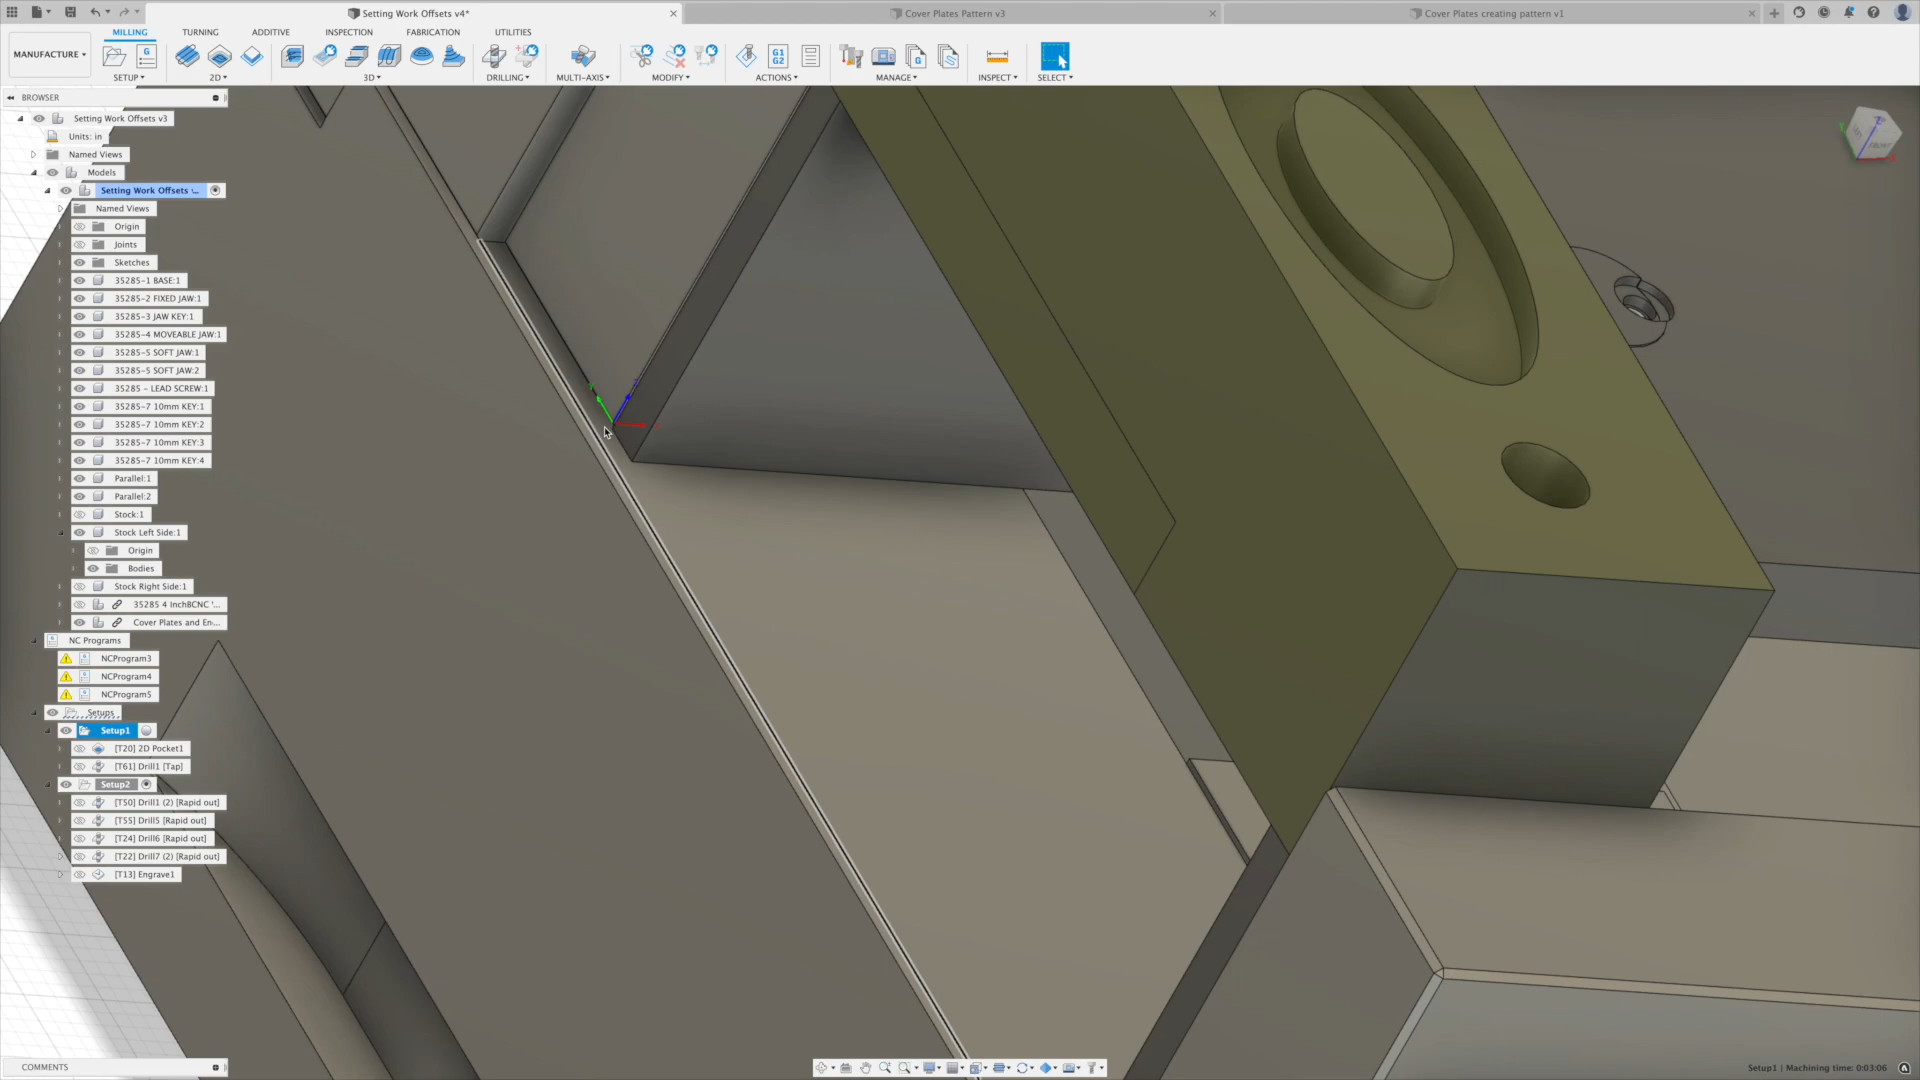 Setting Work Offsets v4*
Cover Plates Pattern v3
Cover Plates creating pattern v1
MANUFACTURE
MILLING
TURNING
ADDITIVE
INSPECTION
FABRICATION
UTILITIES
SETUP
2D
3D
DRILLING
MULTI-AXIS
MODIFY
ACTIONS
MANAGE
INSPECT
SELECT
G1
G2
BROWSER
Setting Work Offsets v3
Units: in
Named Views
Models
Setting Work Offsets
Named Views
Origin
Joints
Sketches
35285-1 BASE:1
35285-2 FIXED JAW:1
35285-3 JAW KEY:1
35285-4 MOVEABLE JAW:1
35285-5 SOFT JAW:1
35285-5 SOFT JAW:2
35285 - LEAD SCREW:1
35285-7 10mm KEY:1
35285-7 10mm KEY:2
35285-7 10mm KEY:3
35285-7 10mm KEY:4
Parallel:1
Parallel:2
Stock:1
Stock Left Side:1
Origin
Bodies
Stock Right Side:1
35285 4 InchBCNC '...
Cover Plates and En...
NC Programs
NCProgram3
NCProgram4
NCProgram5
Setups
Setup1
[T20] 2D Pocket1
[T61] Drill1 [Tap]
Setup2
[T50] Drill1 (2) [Rapid out]
[T55] Drill5 [Rapid out]
[T24] Drill6 [Rapid out]
[T22] Drill7 (2) [Rapid out]
[T13] Engrave1
COMMENTS
Setup1 | Machining time: 0:03:06